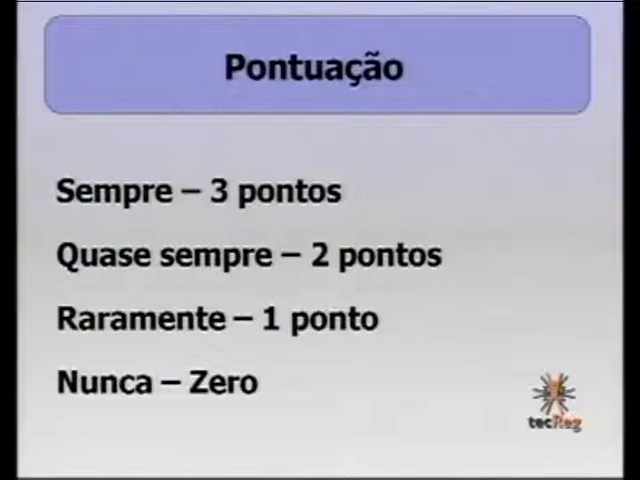 Pontuação
Sempre – 3 pontos
Quase sempre – 2 pontos
Raramente – 1 ponto
Nunca – Zero
tecReg